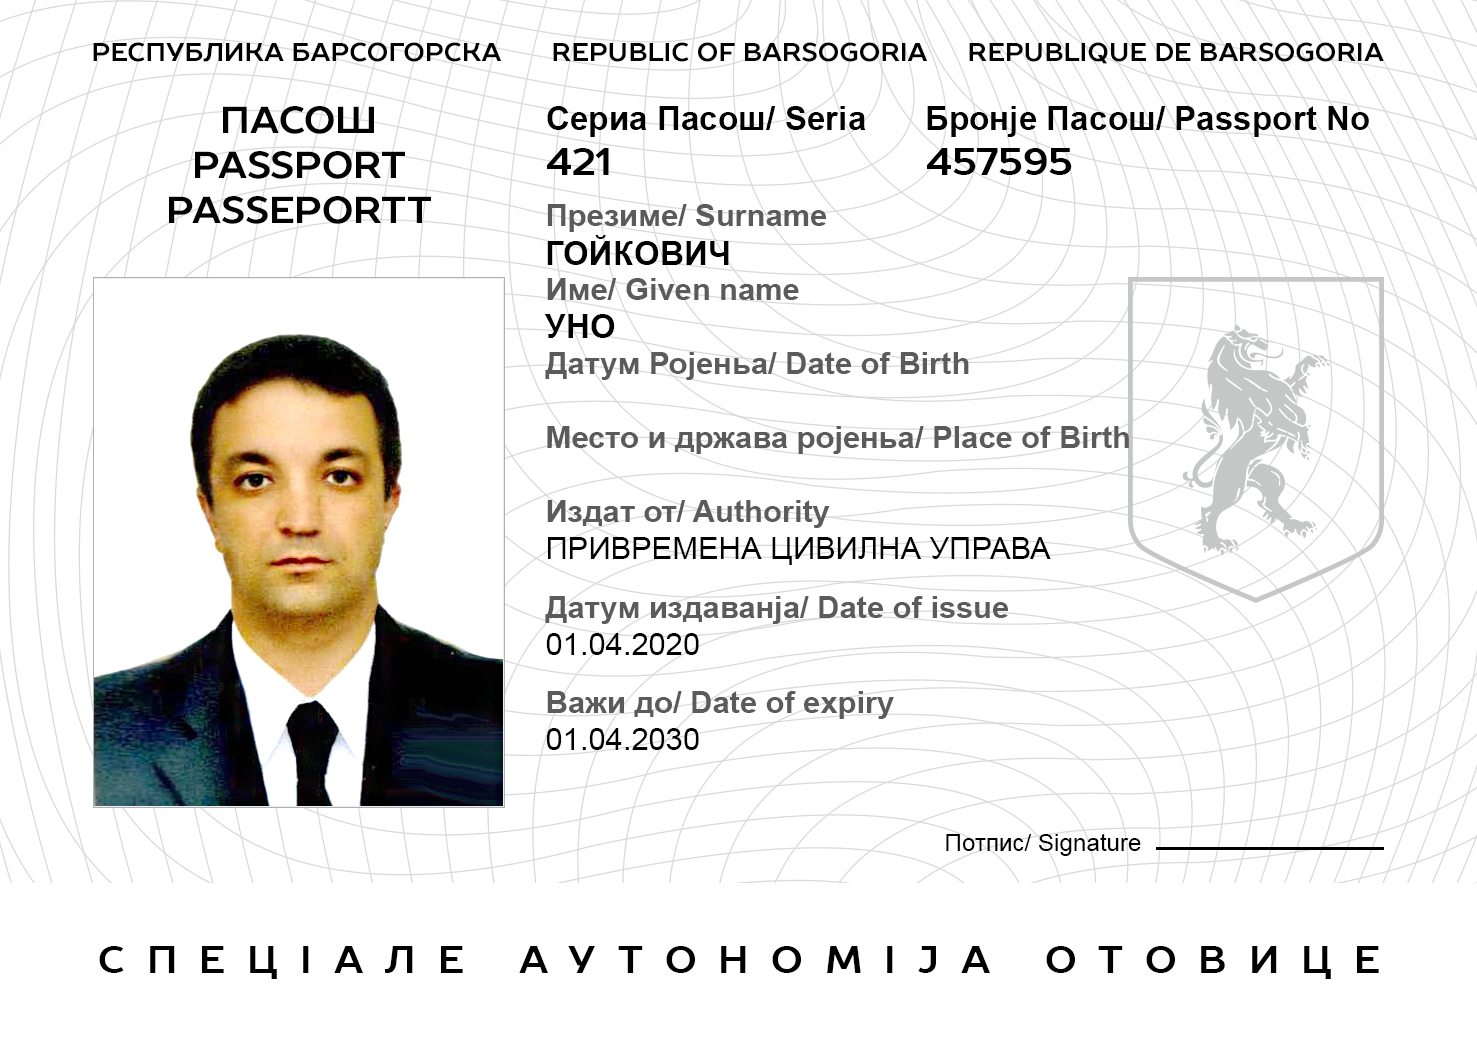 РЕСПУБЛИКА БАРСОГОРСКА REPUBLIC OF BARSOGORIA REPUBLIQUE DE BARSOGORIA
ПАСОШ
PASSPORT
PASSEPORTT
Сериа Пасош/ Seria Бронје Пасош/ Passport No
421 457595
Презиме/ Surname
ГОЙКОВИЧ
Име/ Given name
УНО
ДатумРојења/ Date of Birth
Место и држава ројења/ Place of Birth
Издат от/ Authority
ПРИВРЕМЕНА ЦИВИЛНА УПРАВА
Датум издаванја/ Date of issue
01.04.2020
Важи до/ Date of expiry
01.04.2030
Потпис/ Signature
СПЕЦІАЛЕ АУТОНОМІЈА ОТОВИЦЕ